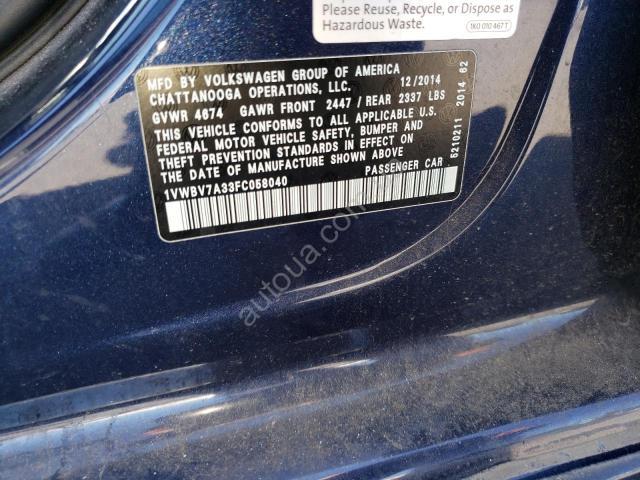 Please Reuse, Recycle, or Dispose as
Hazardous Waste.
1K0 010 467 T
MFD BY VOLKSWAGEN GROUP OF AMERICA
CHATTANOOGA OPERATIONS, LLC. 12/2014
GVWR 4674 GAWR FRONT 2447 / REAR 2337 LBS
THIS VEHICLE CONFORMS TO ALL APPLICABLE U.S.
FEDERAL MOTOR VEHICLE SAFETY, BUMPER AND
THEFT PREVENTION STANDARDS IN EFFECT ON
THE DATE OF MANUFACTURE SHOWN ABOVE.
1VWBV7A33FC058040 PASSENGER CAR
5210211 2014 62
autoua.com